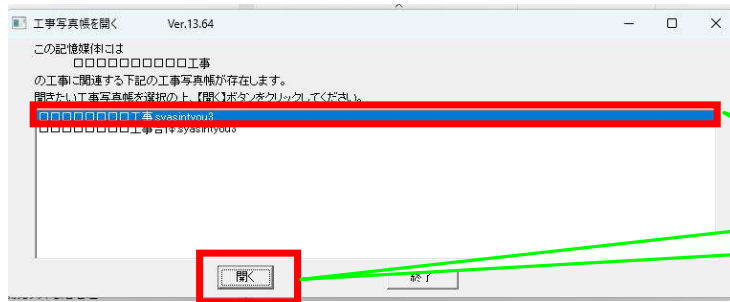 工事写真帳を開く Ver.13.64
この記憶媒体には
□□□□□□□□□□工事
の工事に関連する下記の工事写真帳が存在します。
開きたい工事写真帳を選択の上、【開く】ボタンをクリックしてください。
□□□□□□□□工事.syasintyou3
□□□□□□□□工事合体.syasintyou3
開く
終了